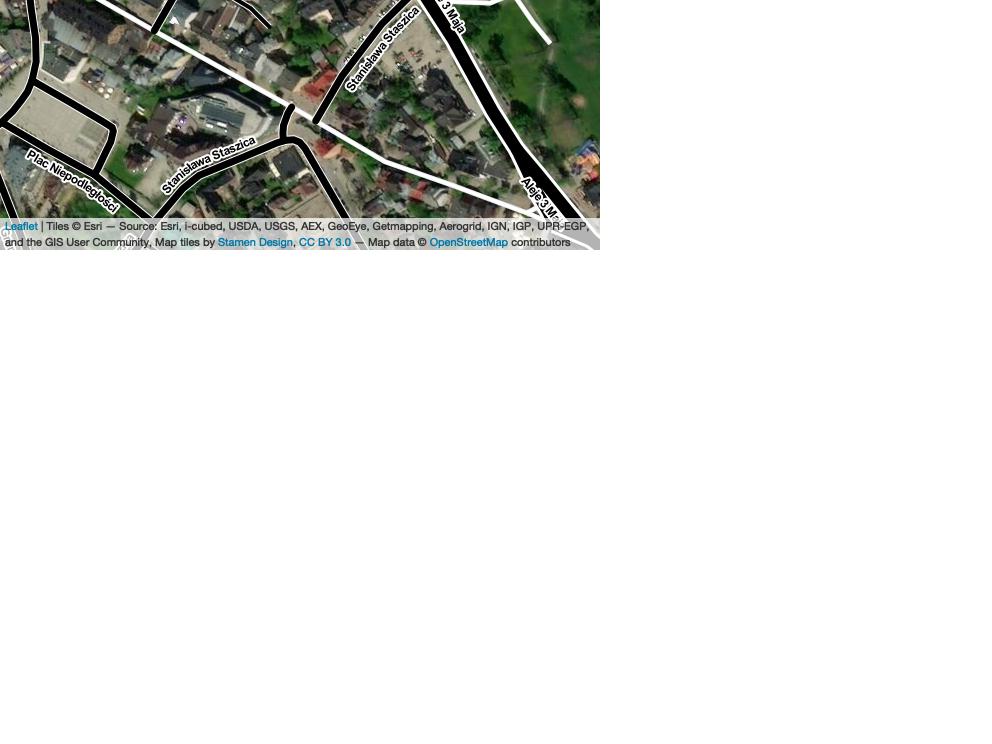 3 Maja
Stanisława Staszica
Stanisława Staszica
Plac Niepodległości
Aleje 3 M
Leaflet | Tiles © Esri — Source: Esri, i-cubed, USDA, USGS, AEX, GeoEye, Getmapping, Aerogrid, IGN, IGP, UPR-EGP,
and the GIS User Community, Map tiles by Stamen Design, CC BY 3.0 — Map data © OpenStreetMap contributors